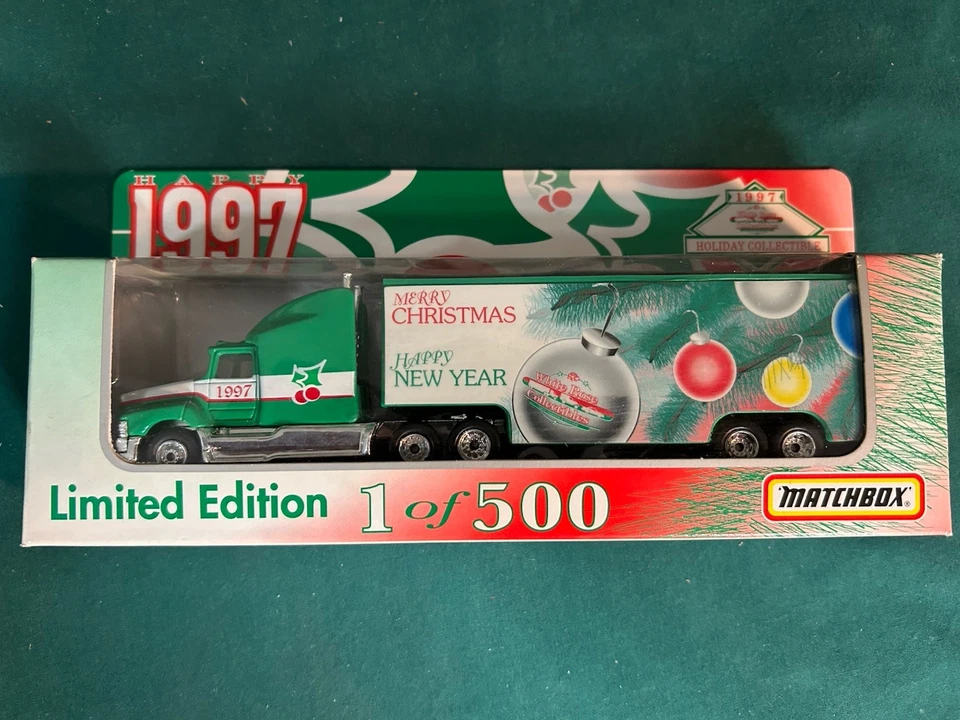 HAPPY
1997
1997
HOLIDAY COLLECTIBLE
MERRY
CHRISTMAS
HAPPY
NEW YEAR
White Rose
Collectibles
1997
Limited Edition 1 of 500
MATCHBOX®